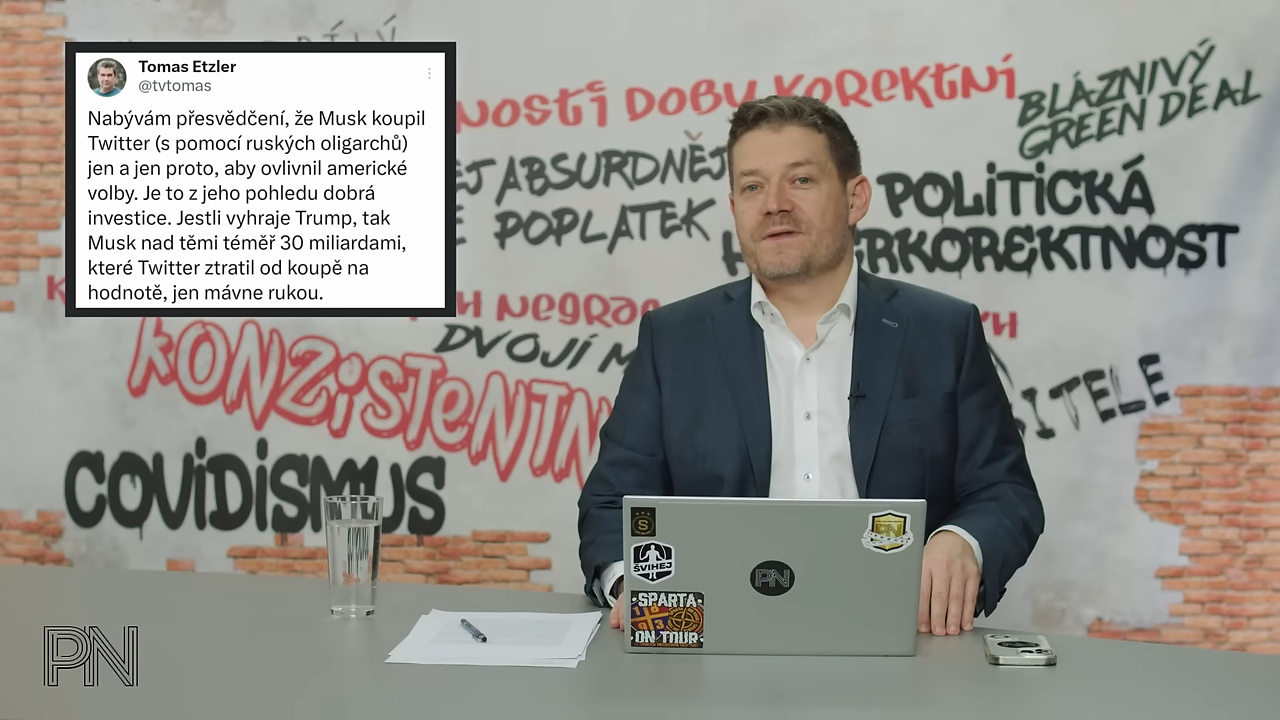 Tomas Etzler
@tvtomas
Nabývám přesvědčení, že Musk koupil
Twitter (s pomocí ruských oligarchů)
jen a jen proto, aby ovlivnil americké
volby. Je to z jeho pohledu dobrá
investice. Jestli vyhraje Trump, tak
Musk nad těmi téměř 30 miliardami,
které Twitter ztratil od koupě na
hodnotě, jen mávne rukou.
DOBY KOREKTNÍ
BLÁZNIVÝ
GREEN DEAL
ABSURDNĚJ
POPLATEK
POLITICKÁ
DVOJÍ
COVIDISMUS
S
PN
ŠVIHEJ
PN
SPARTA
ON TOUR
PN